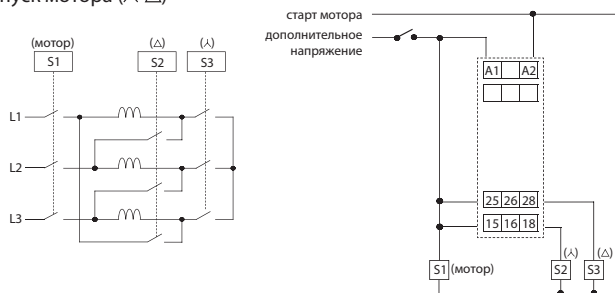 пуск мотора (⅄-△)
(мотор) (△) (⅄)
S1 S2 S3
L1
L2
L3
старт мотора
дополнительное
напряжение
A1 A2
25 26 28
15 16 18
S1 (мотор)
(⅄) (△)
S2 S3